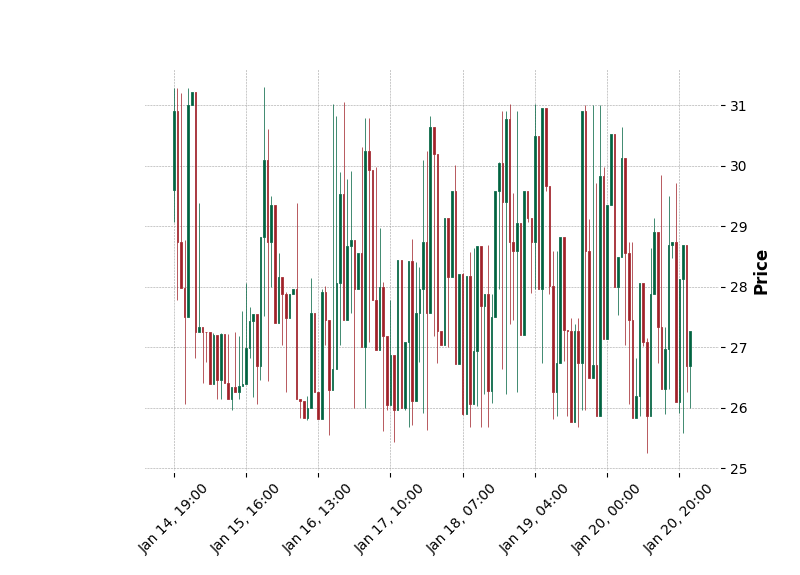 31
30
29
28
27
26
25
Price
Jan 14, 19:00
Jan 15, 16:00
Jan 16, 13:00
Jan 17, 10:00
Jan 18, 07:00
Jan 19, 04:00
Jan 20, 00:00
Jan 20, 20:00